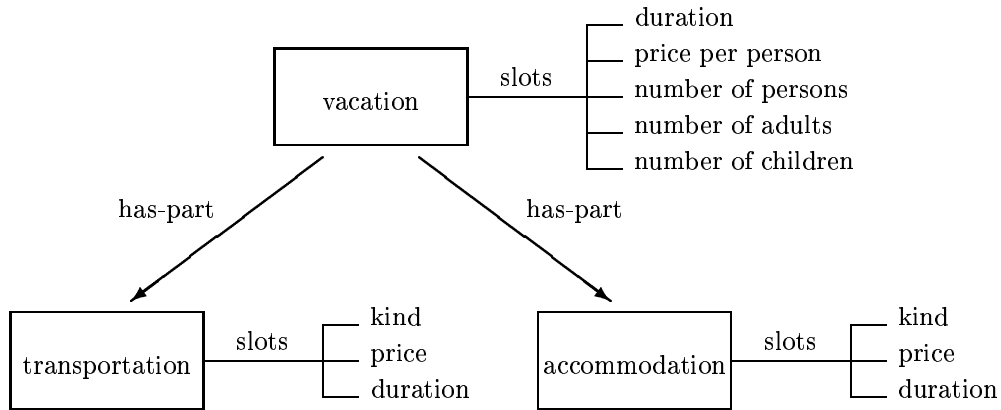 duration
price per person
slots
number of persons
vacation
number of adults
number of children
has-part
has-part
kind
kind
slots
slots
transportation
price
accommodation
price
duration
duration